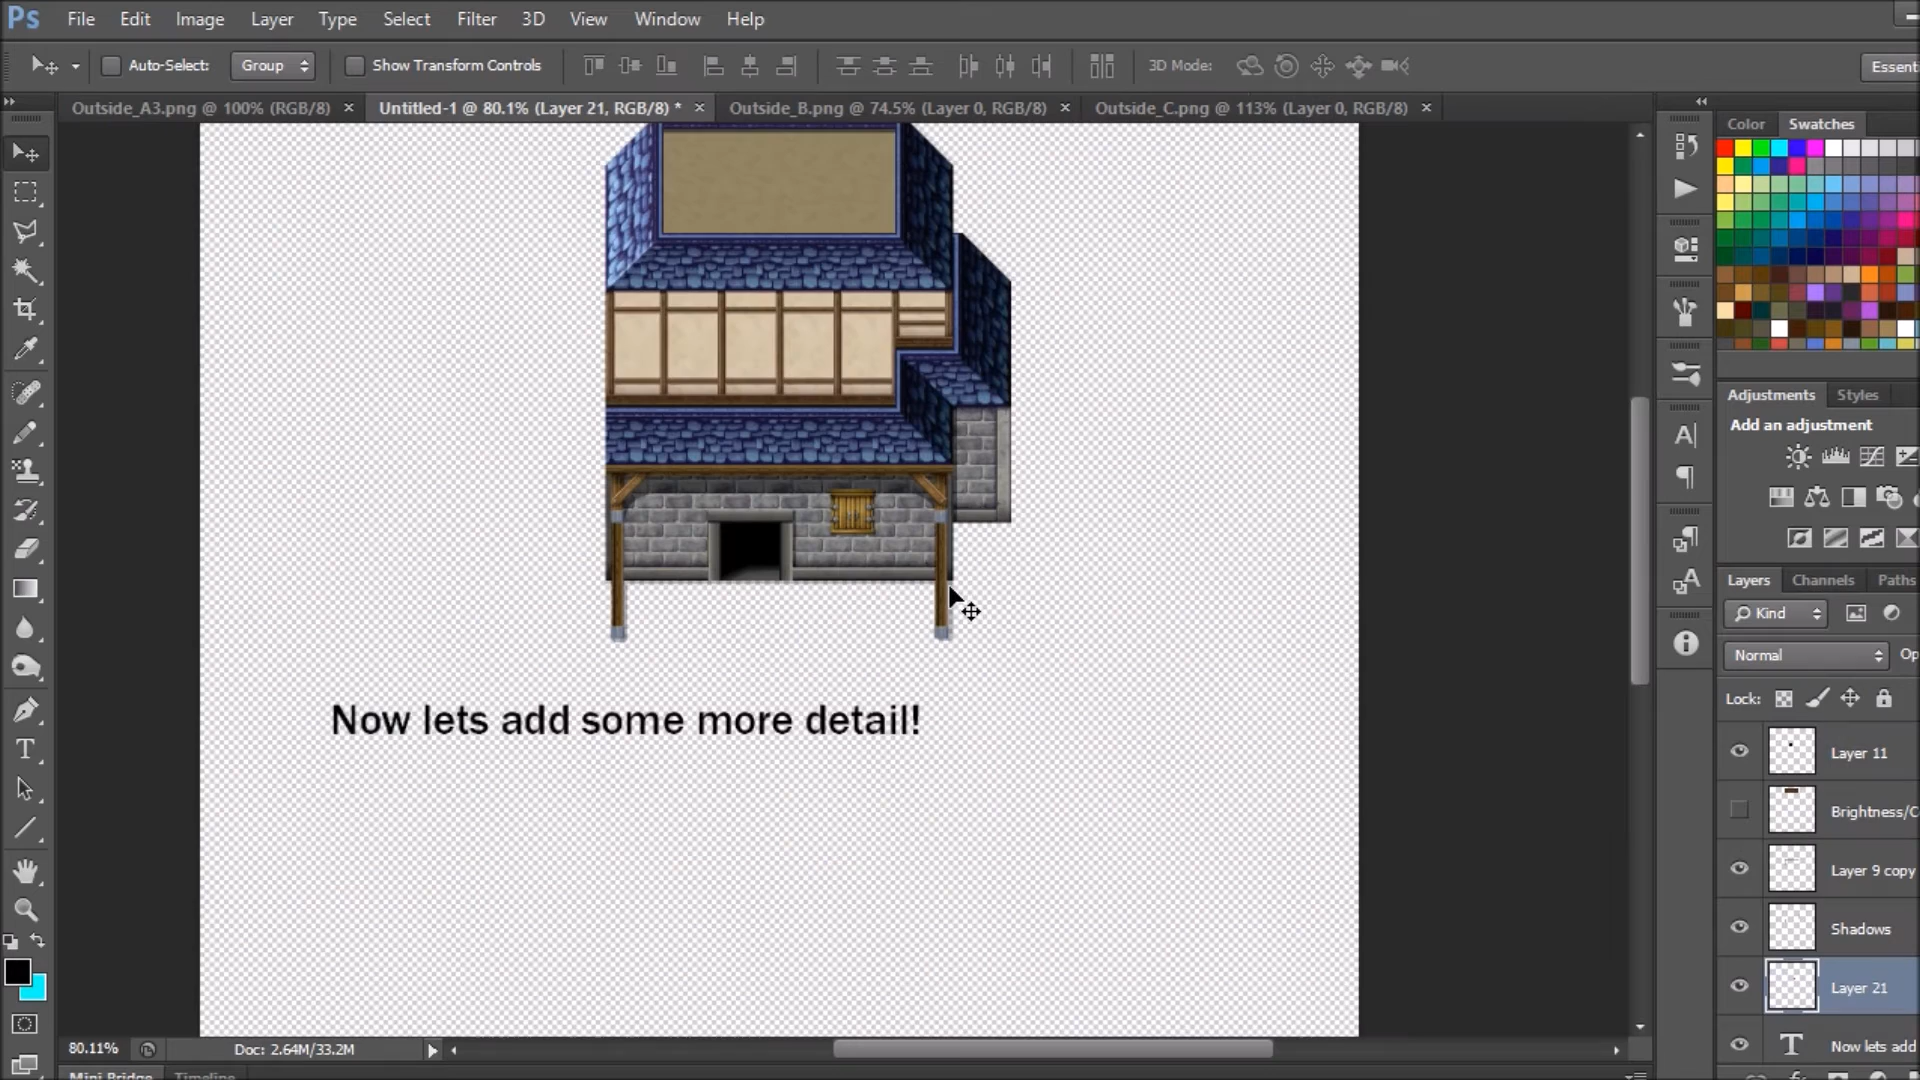 Ps File Edit Image Layer Type Select Filter 3D View Window Help
Auto-Select: Group Show Transform Controls 3D Mode: Essenti
Outside_A3.png @ 100% (RGB/8) × Untitled-1 @ 80.1% (Layer 21, RGB/8) * × Outside_B.png @ 74.5% (Layer 0, RGB/8) × Outside_C.png @ 113% (Layer 0, RGB/8) ×
Color Swatches
Adjustments Styles
Add an adjustment
Layers Channels Paths
Kind
Normal Op
Lock:
Layer 11
Brightness/C
Layer 9 copy
Shadows
Layer 21
Now lets add
Now lets add some more detail!
80.11% Doc: 2.64M/33.2M
Mini Bridge Timeline